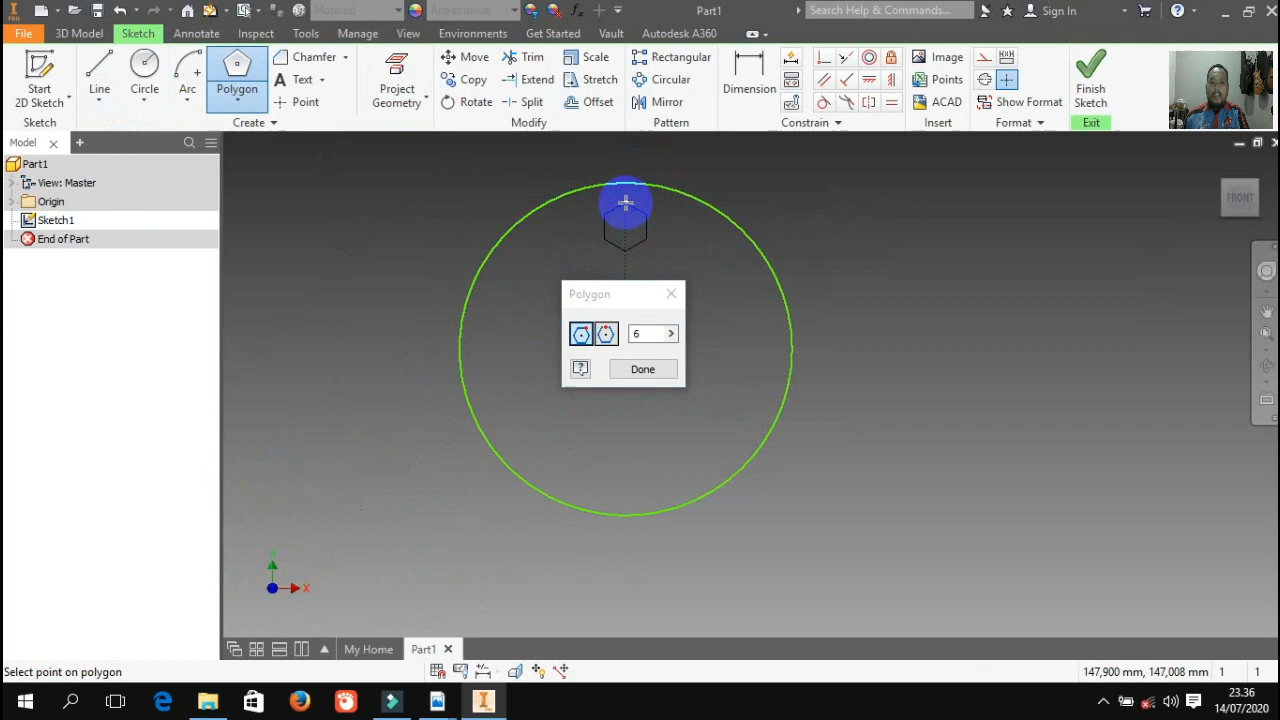 Material
Appearance
Part1
Search Help & Commands...
Sign In
PRO
File
3D Model
Sketch
Annotate
Inspect
Tools
Manage
View
Environments
Get Started
Vault
Autodesk A360
Start
2D Sketch
Line
Circle
Arc
Polygon
Chamfer
Text
Point
Project
Geometry
Move
Copy
Rotate
Trim
Extend
Split
Scale
Stretch
Offset
Rectangular
Circular
Mirror
Dimension
Image
Points
ACAD
Show Format
Finish
Sketch
Sketch
Create
Modify
Pattern
Constrain
Insert
Format
Exit
Model
Part1
View: Master
Origin
Sketch1
End of Part
FRONT
Polygon
6
Done
X
My Home
Part1
Select point on polygon
147,900 mm, 147,008 mm
1
1
23.36
14/07/2020